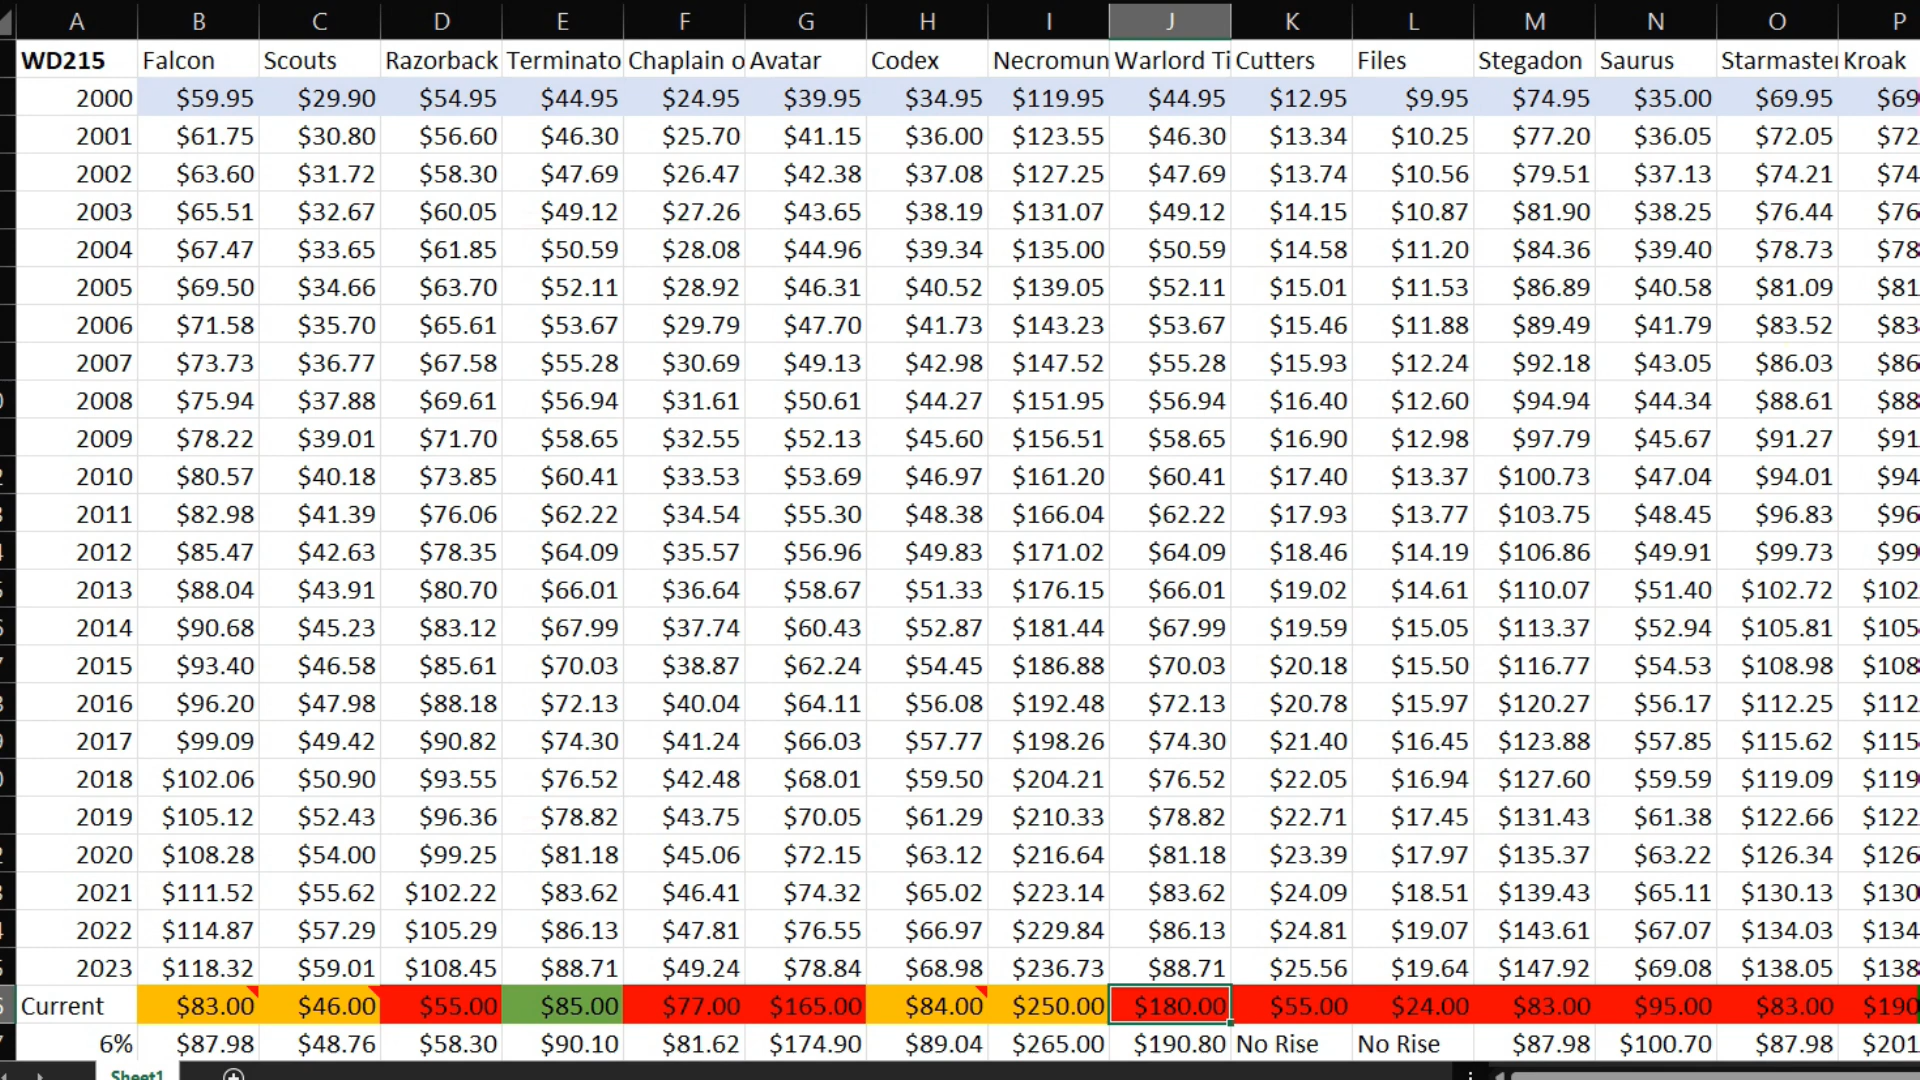 A B C D E F G H I J K L M N O P
WD215 Falcon Scouts Razorback Terminato Chaplain o Avatar Codex Necromun Warlord Ti Cutters Files Stegadon Saurus Starmaster Kroak
2000 $59.95 $29.90 $54.95 $44.95 $24.95 $39.95 $34.95 $119.95 $44.95 $12.95 $9.95 $74.95 $35.00 $69.95 $69
2001 $61.75 $30.80 $56.60 $46.30 $25.70 $41.15 $36.00 $123.55 $46.30 $13.34 $10.25 $77.20 $36.05 $72.05 $72
2002 $63.60 $31.72 $58.30 $47.69 $26.47 $42.38 $37.08 $127.25 $47.69 $13.74 $10.56 $79.51 $37.13 $74.21 $74
2003 $65.51 $32.67 $60.05 $49.12 $27.26 $43.65 $38.19 $131.07 $49.12 $14.15 $10.87 $81.90 $38.25 $76.44 $76
2004 $67.47 $33.65 $61.85 $50.59 $28.08 $44.96 $39.34 $135.00 $50.59 $14.58 $11.20 $84.36 $39.40 $78.73 $78
2005 $69.50 $34.66 $63.70 $52.11 $28.92 $46.31 $40.52 $139.05 $52.11 $15.01 $11.53 $86.89 $40.58 $81.09 $81
2006 $71.58 $35.70 $65.61 $53.67 $29.79 $47.70 $41.73 $143.23 $53.67 $15.46 $11.88 $89.49 $41.79 $83.52 $83
2007 $73.73 $36.77 $67.58 $55.28 $30.69 $49.13 $42.98 $147.52 $55.28 $15.93 $12.24 $92.18 $43.05 $86.03 $86
2008 $75.94 $37.88 $69.61 $56.94 $31.61 $50.61 $44.27 $151.95 $56.94 $16.40 $12.60 $94.94 $44.34 $88.61 $88
2009 $78.22 $39.01 $71.70 $58.65 $32.55 $52.13 $45.60 $156.51 $58.65 $16.90 $12.98 $97.79 $45.67 $91.27 $91
2010 $80.57 $40.18 $73.85 $60.41 $33.53 $53.69 $46.97 $161.20 $60.41 $17.40 $13.37 $100.73 $47.04 $94.01 $94
2011 $82.98 $41.39 $76.06 $62.22 $34.54 $55.30 $48.38 $166.04 $62.22 $17.93 $13.77 $103.75 $48.45 $96.83 $96
2012 $85.47 $42.63 $78.35 $64.09 $35.57 $56.96 $49.83 $171.02 $64.09 $18.46 $14.19 $106.86 $49.91 $99.73 $99
2013 $88.04 $43.91 $80.70 $66.01 $36.64 $58.67 $51.33 $176.15 $66.01 $19.02 $14.61 $110.07 $51.40 $102.72 $102
2014 $90.68 $45.23 $83.12 $67.99 $37.74 $60.43 $52.87 $181.44 $67.99 $19.59 $15.05 $113.37 $52.94 $105.81 $105
2015 $93.40 $46.58 $85.61 $70.03 $38.87 $62.24 $54.45 $186.88 $70.03 $20.18 $15.50 $116.77 $54.53 $108.98 $108
2016 $96.20 $47.98 $88.18 $72.13 $40.04 $64.11 $56.08 $192.48 $72.13 $20.78 $15.97 $120.27 $56.17 $112.25 $112
2017 $99.09 $49.42 $90.82 $74.30 $41.24 $66.03 $57.77 $198.26 $74.30 $21.40 $16.45 $123.88 $57.85 $115.62 $115
2018 $102.06 $50.90 $93.55 $76.52 $42.48 $68.01 $59.50 $204.21 $76.52 $22.05 $16.94 $127.60 $59.59 $119.09 $119
2019 $105.12 $52.43 $96.36 $78.82 $43.75 $70.05 $61.29 $210.33 $78.82 $22.71 $17.45 $131.43 $61.38 $122.66 $122
2020 $108.28 $54.00 $99.25 $81.18 $45.06 $72.15 $63.12 $216.64 $81.18 $23.39 $17.97 $135.37 $63.22 $126.34 $126
2021 $111.52 $55.62 $102.22 $83.62 $46.41 $74.32 $65.02 $223.14 $83.62 $24.09 $18.51 $139.43 $65.11 $130.13 $130
2022 $114.87 $57.29 $105.29 $86.13 $47.81 $76.55 $66.97 $229.84 $86.13 $24.81 $19.07 $143.61 $67.07 $134.03 $134
2023 $118.32 $59.01 $108.45 $88.71 $49.24 $78.84 $68.98 $236.73 $88.71 $25.56 $19.64 $147.92 $69.08 $138.05 $138
Current $83.00 $46.00 $55.00 $85.00 $77.00 $165.00 $84.00 $250.00 $180.00 $55.00 $24.00 $83.00 $95.00 $83.00 $190
6% $87.98 $48.76 $58.30 $90.10 $81.62 $174.90 $89.04 $265.00 $190.80 No Rise No Rise $87.98 $100.70 $87.98 $201
Sheet1